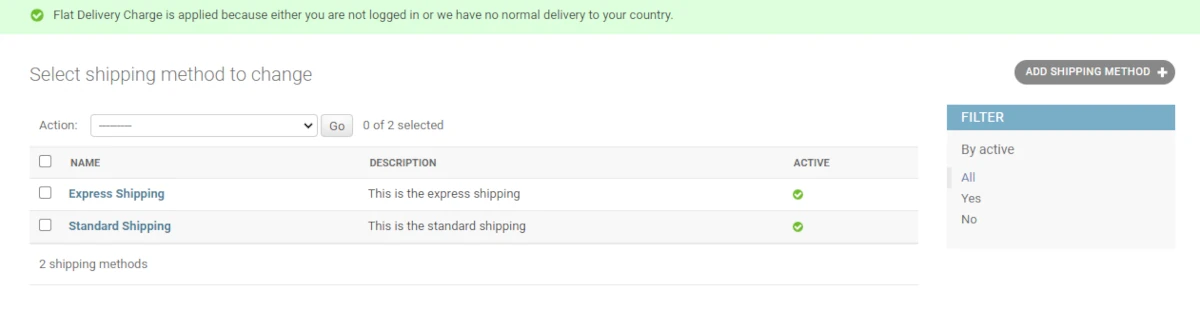 Flat Delivery Charge is applied because either you are not logged in or we have no normal delivery to your country.
Select shipping method to change
ADD SHIPPING METHOD +
Action: --------- Go 0 of 2 selected
NAME DESCRIPTION ACTIVE
Express Shipping This is the express shipping
Standard Shipping This is the standard shipping
2 shipping methods
FILTER
By active
All
Yes
No